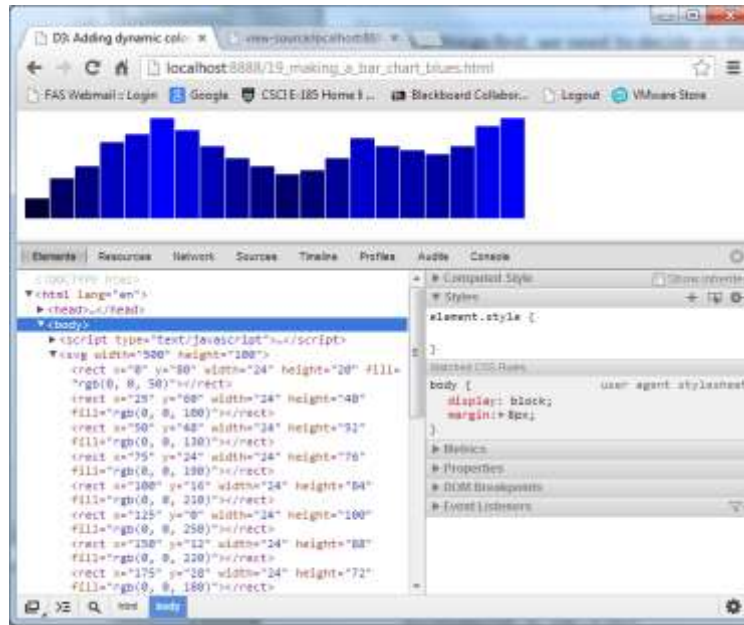 D3: Adding dynamic colo
view-source:localhost:888
localhost:8888/19_making_a_bar_chart_blues.html
FAS Webmail :: Login
Google
CSCI E-185 Home
Blackboard Collabor...
Logout
VMware Store
Elements
Resources
Network
Sources
Timeline
Profiles
Audits
Console
<!DOCTYPE html>
▼<html lang="en">
▶<head>…</head>
▼<body>
▶<script type="text/javascript">…</script>
▼<svg width="500" height="100">
<rect x="0" y="80" width="24" height="20" fill=
"rgb(0, 0, 50)"></rect>
<rect x="25" y="60" width="24" height="40"
fill="rgb(0, 0, 100)"></rect>
<rect x="50" y="48" width="24" height="52"
fill="rgb(0, 0, 130)"></rect>
<rect x="75" y="24" width="24" height="76"
fill="rgb(0, 0, 190)"></rect>
<rect x="100" y="16" width="24" height="84"
fill="rgb(0, 0, 210)"></rect>
<rect x="125" y="0" width="24" height="100"
fill="rgb(0, 0, 250)"></rect>
<rect x="150" y="12" width="24" height="88"
fill="rgb(0, 0, 220)"></rect>
<rect x="175" y="28" width="24" height="72"
fill="rgb(0, 0, 180)"></rect>
html
body
▶ Computed Style
Show inherite
▼ Styles
element.style {
}
Matched CSS Rules
body {
user agent stylesheet
display: block;
margin:▶8px;
}
▶ Metrics
▶ Properties
▶ DOM Breakpoints
▶ Event Listeners